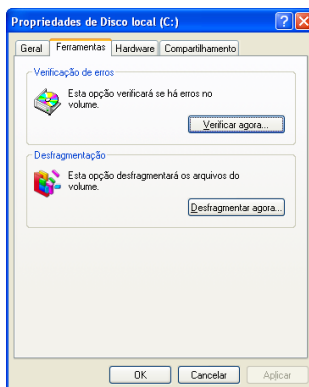 Propriedades de Disco local (C:)
Geral Ferramentas Hardware Compartilhamento
Verificação de erros
Esta opção verificará se há erros no
volume.
Verificar agora...
Desfragmentação
Esta opção desfragmentará os arquivos do
volume.
Desfragmentar agora...
OK Cancelar Aplicar